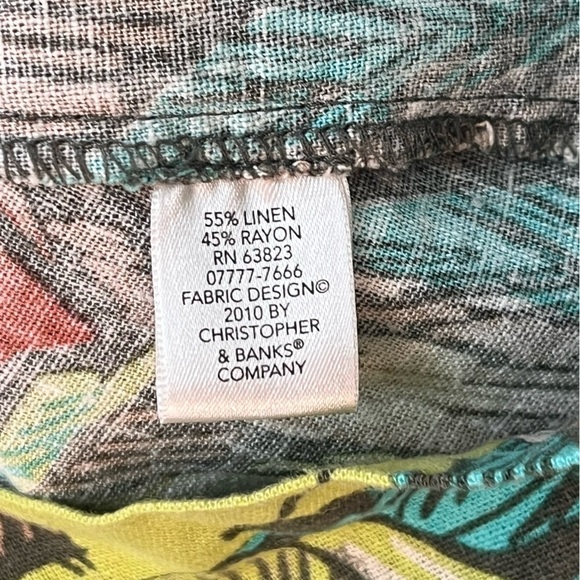 55% LINEN
45% RAYON
RN 63823
07777-7666
FABRIC DESIGN©
2010 BY
CHRISTOPHER
& BANKS®
COMPANY